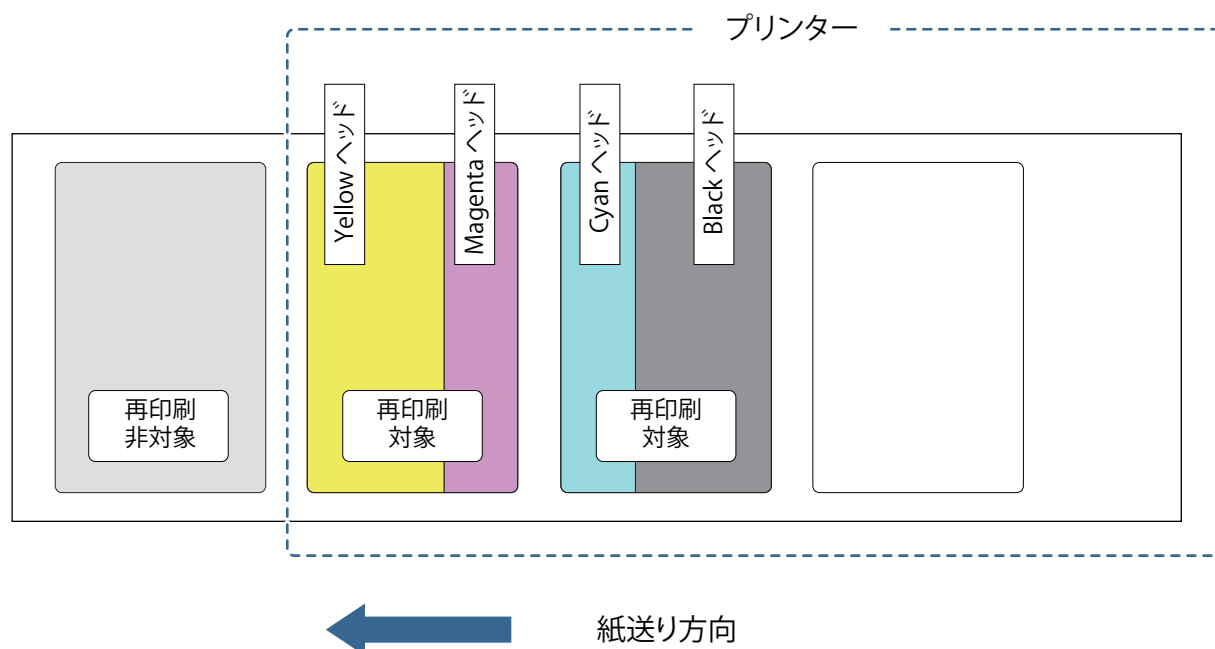 プリンター
Yellow ヘッド
Magenta ヘッド
Cyan ヘッド
Black ヘッド
再印刷
非対象
再印刷
対象
再印刷
対象
紙送り方向